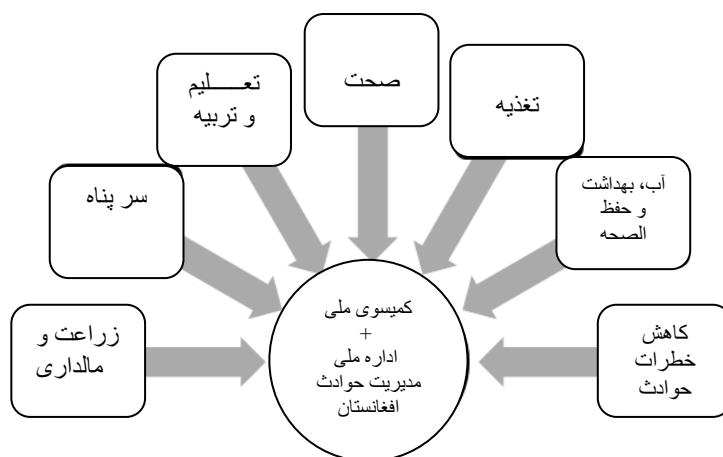 صحت
تعـــــلیم
و تربیه
تغذیه
سر پناه
آب، بهداشت
و حفظ
الصحه
زراعت و
مالداری
کمیسوی ملی
+
اداره ملی
مدیریت حوادث
افغانستان
کاهش
خطرات
حوادث